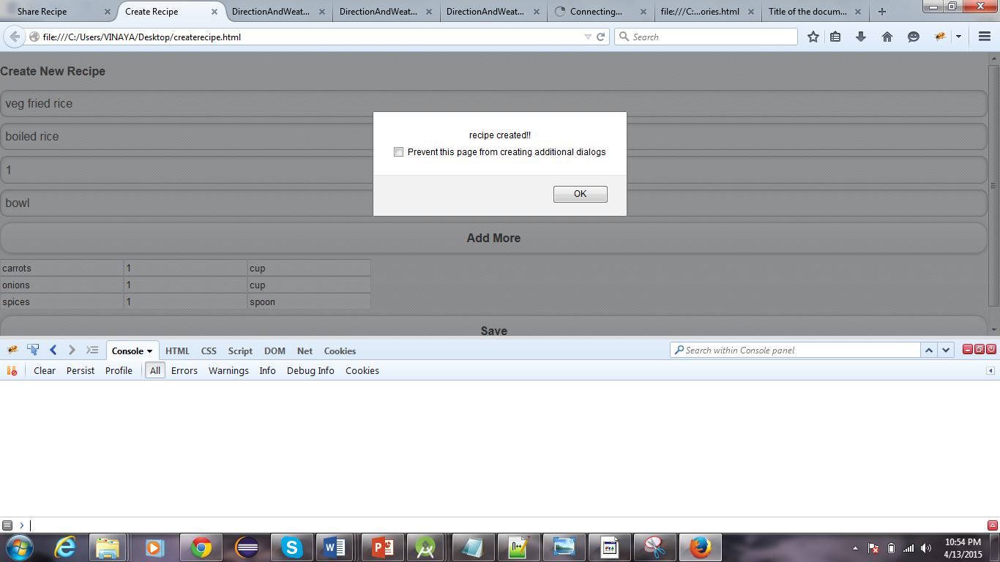 Share Recipe
Create Recipe
DirectionAndWeat...
DirectionAndWeat...
DirectionAndWeat...
Connecting...
file:///C:...ories.html
Title of the docum...
file:///C:/Users/VINAYA/Desktop/createrecipe.html
Search
Create New Recipe
veg fried rice
boiled rice
1
bowl
recipe created!!
Prevent this page from creating additional dialogs
OK
Add More
carrots 1 cup
onions 1 cup
spices 1 spoon
Save
Console HTML CSS Script DOM Net Cookies
Search within Console panel
Clear Persist Profile All Errors Warnings Info Debug Info Cookies
10:54 PM
4/13/2015